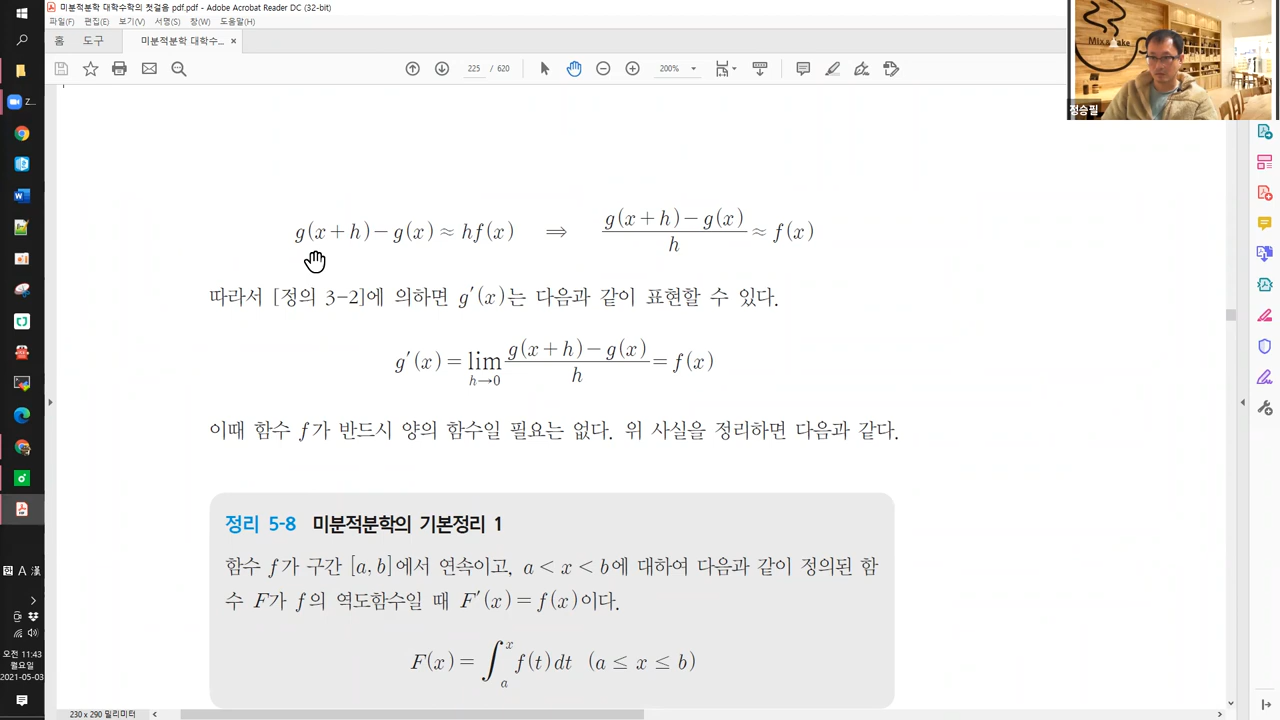 미분적분학 대학수학의 첫걸음 pdf.pdf - Adobe Acrobat Reader DC (32-bit)
파일(F) 편집(E) 보기(V) 서명(S) 창(W) 도움말(H)
홈 도구 미분적분학 대학수... ×
225 / 620 200%
Mix & ake
정승필
Z...
g(x+h)−g(x)≈hf(x) ⟹ \frac{g(x+h)−g(x)}{h}≈f(x)
따라서 [정의 3-2]에 의하면 g′(x)는 다음과 같이 표현할 수 있다.
g′(x)=\lim_{h→0}\frac{g(x+h)−g(x)}{h}=f(x)
이때 함수 f가 반드시 양의 함수일 필요는 없다. 위 사실을 정리하면 다음과 같다.
정리 5-8 미분적분학의 기본정리 1
함수 f가 구간 [a, b]에서 연속이고, a<x<b에 대하여 다음과 같이 정의된 함
수 F가 f의 역도함수일 때 F′(x)=f(x)이다.
F(x)=∫_a^x f(t)dt (a≤x≤b)
한 A 漢
오전 11:43
월요일
2021-05-03
230 x 290 밀리미터